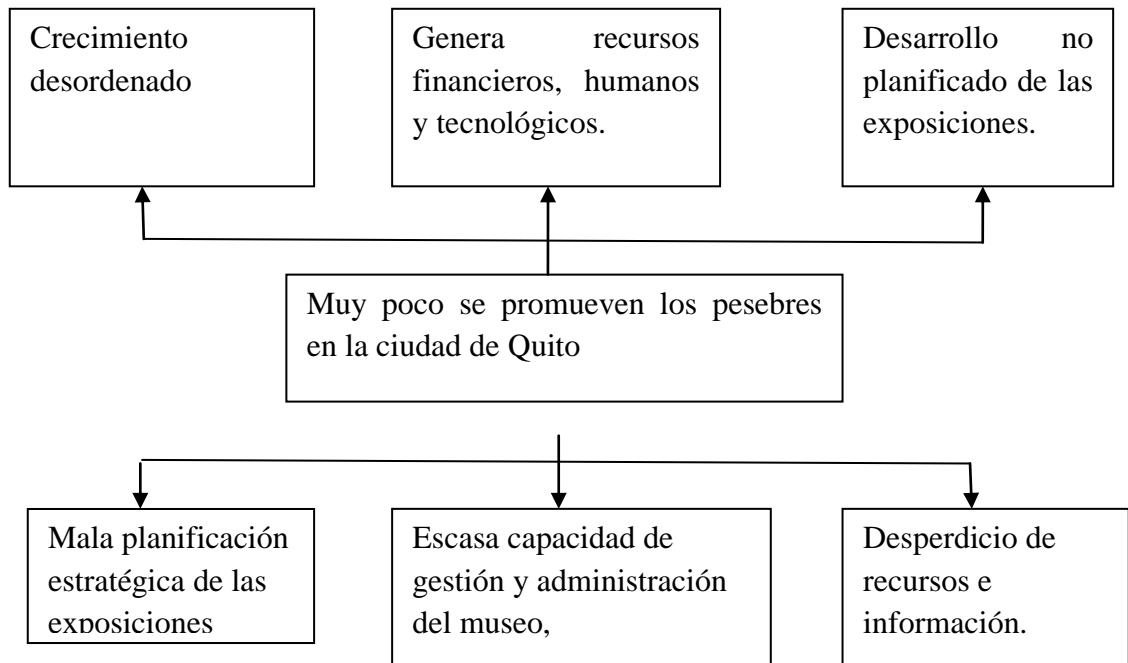 Crecimiento
desordenado
Genera recursos
financieros, humanos
y tecnológicos.
Desarrollo no
planificado de las
exposiciones.
Muy poco se promueven los pesebres
en la ciudad de Quito
Mala planificación
estratégica de las
exposiciones
Escasa capacidad de
gestión y administración
del museo,
Desperdicio de
recursos e
información.